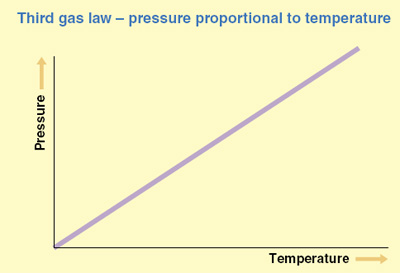 Third gas law – pressure proportional to temperature
Pressure
Temperature